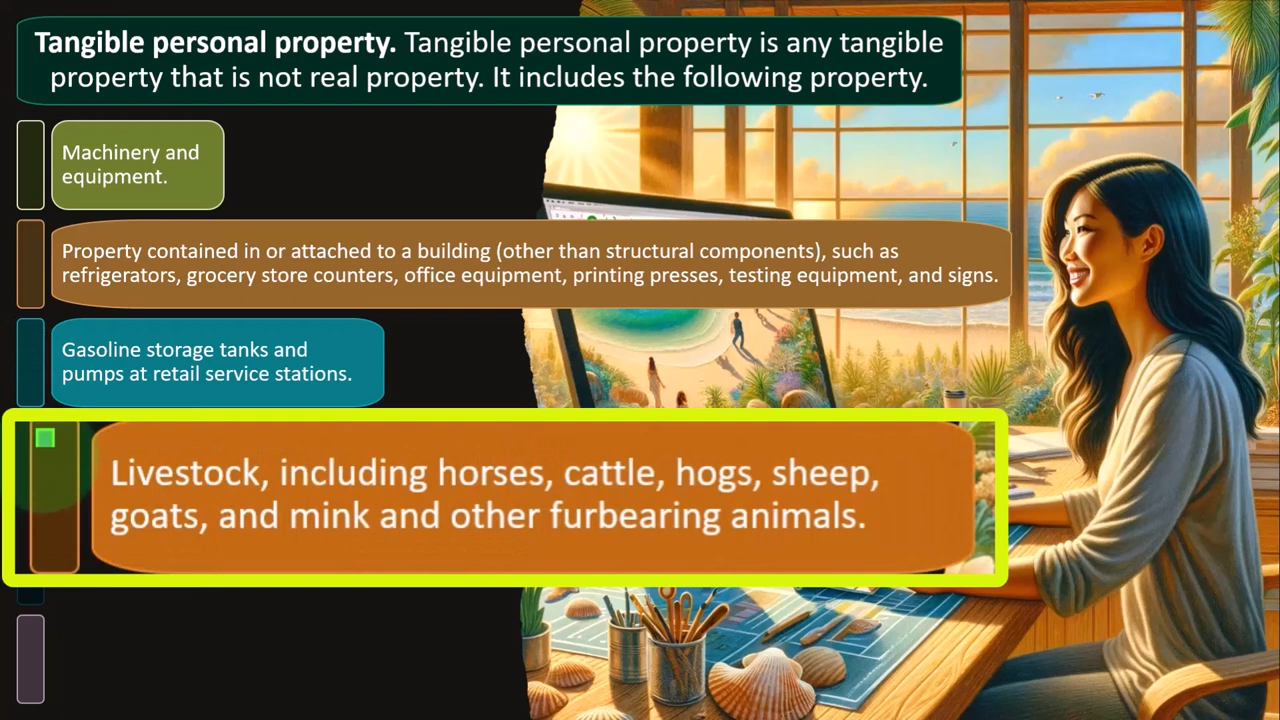 Tangible personal property. Tangible personal property is any tangible
property that is not real property. It includes the following property.
Machinery and
equipment.
Property contained in or attached to a building (other than structural components), such as
refrigerators, grocery store counters, office equipment, printing presses, testing equipment, and signs.
Gasoline storage tanks and
pumps at retail service stations.
Livestock, including horses, cattle, hogs, sheep,
goats, and mink and other furbearing animals.